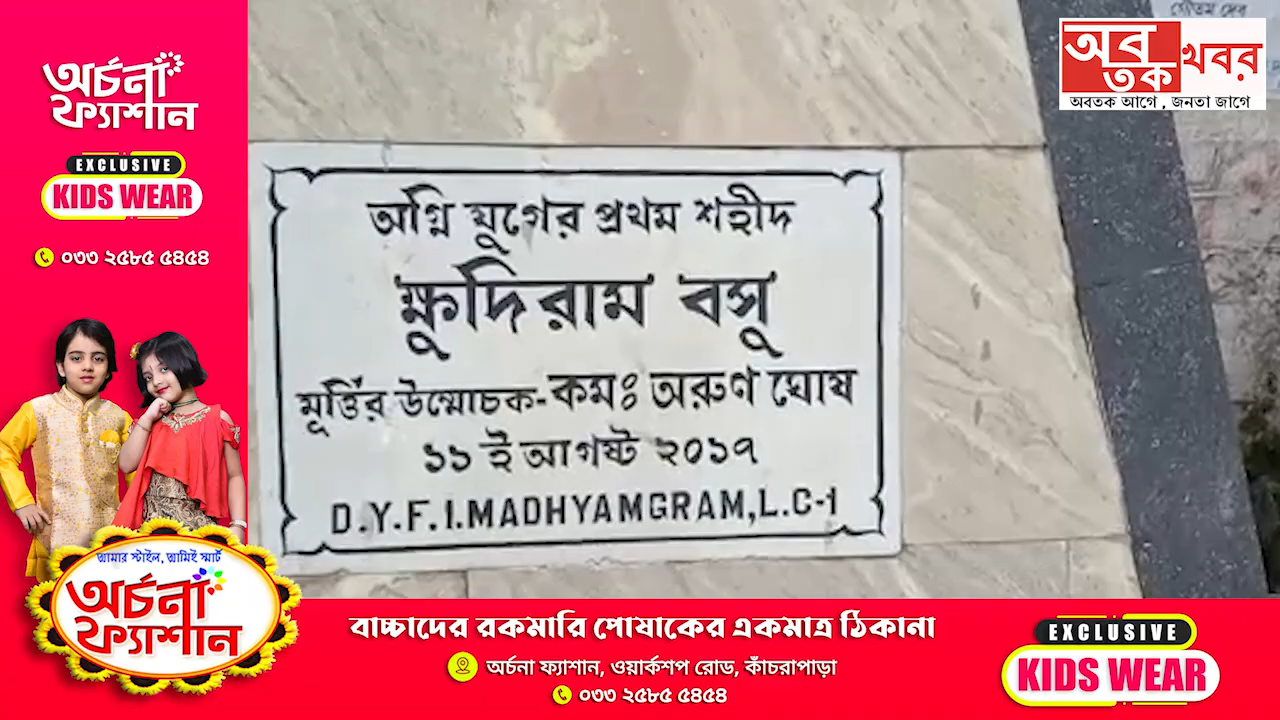 অর্চনা
ফ্যাশান
EXCLUSIVE
KIDS WEAR
০৩৩ ২৫৮৫ ৫৪৫৪
গৌতম দেব
অব
তক
খবর
অবতক আগে , জনতা জাগে
অগ্নি যুগের প্রথম শহীদ
ক্ষুদিরাম বসু
মূর্ত্তির উন্মোচক-কমঃ অরুণ ঘোষ
১১ ই আগষ্ট ২০১৭
D.Y.F.I.MADHYAMGRAM,L.C-1
আমার স্টাইল, আমিই স্মার্ট
অর্চনা
ফ্যাশান
বাচ্চাদের রকমারি পোষাকের একমাত্র ঠিকানা
অর্চনা ফ্যাশান, ওয়ার্কশপ রোড, কাঁচরাপাড়া
০৩৩ ২৫৮৫ ৫৪৫৪
EXCLUSIVE
KIDS WEAR